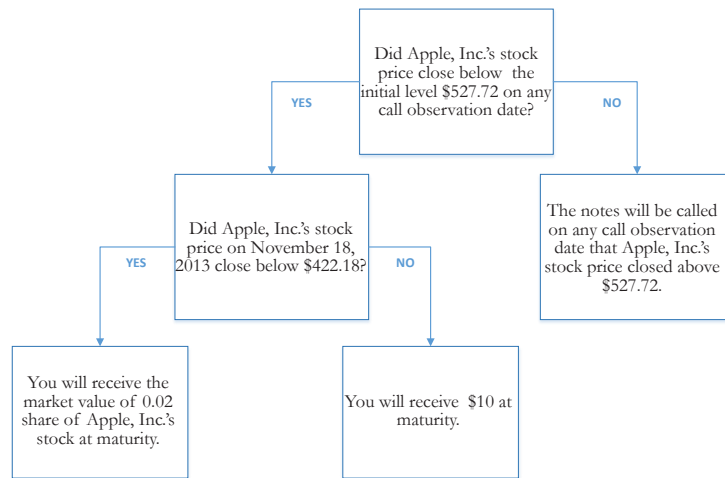 Did Apple, Inc.'s stock
price close below the
initial level $527.72 on any
call observation date?
YES
NO
Did Apple, Inc.'s stock
price on November 18,
2013 close below $422.18?
The notes will be called
on any call observation
date that Apple, Inc.'s
stock price closed above
$527.72.
YES
NO
You will receive the
market value of 0.02
share of Apple, Inc.'s
stock at maturity.
You will receive $10 at
maturity.